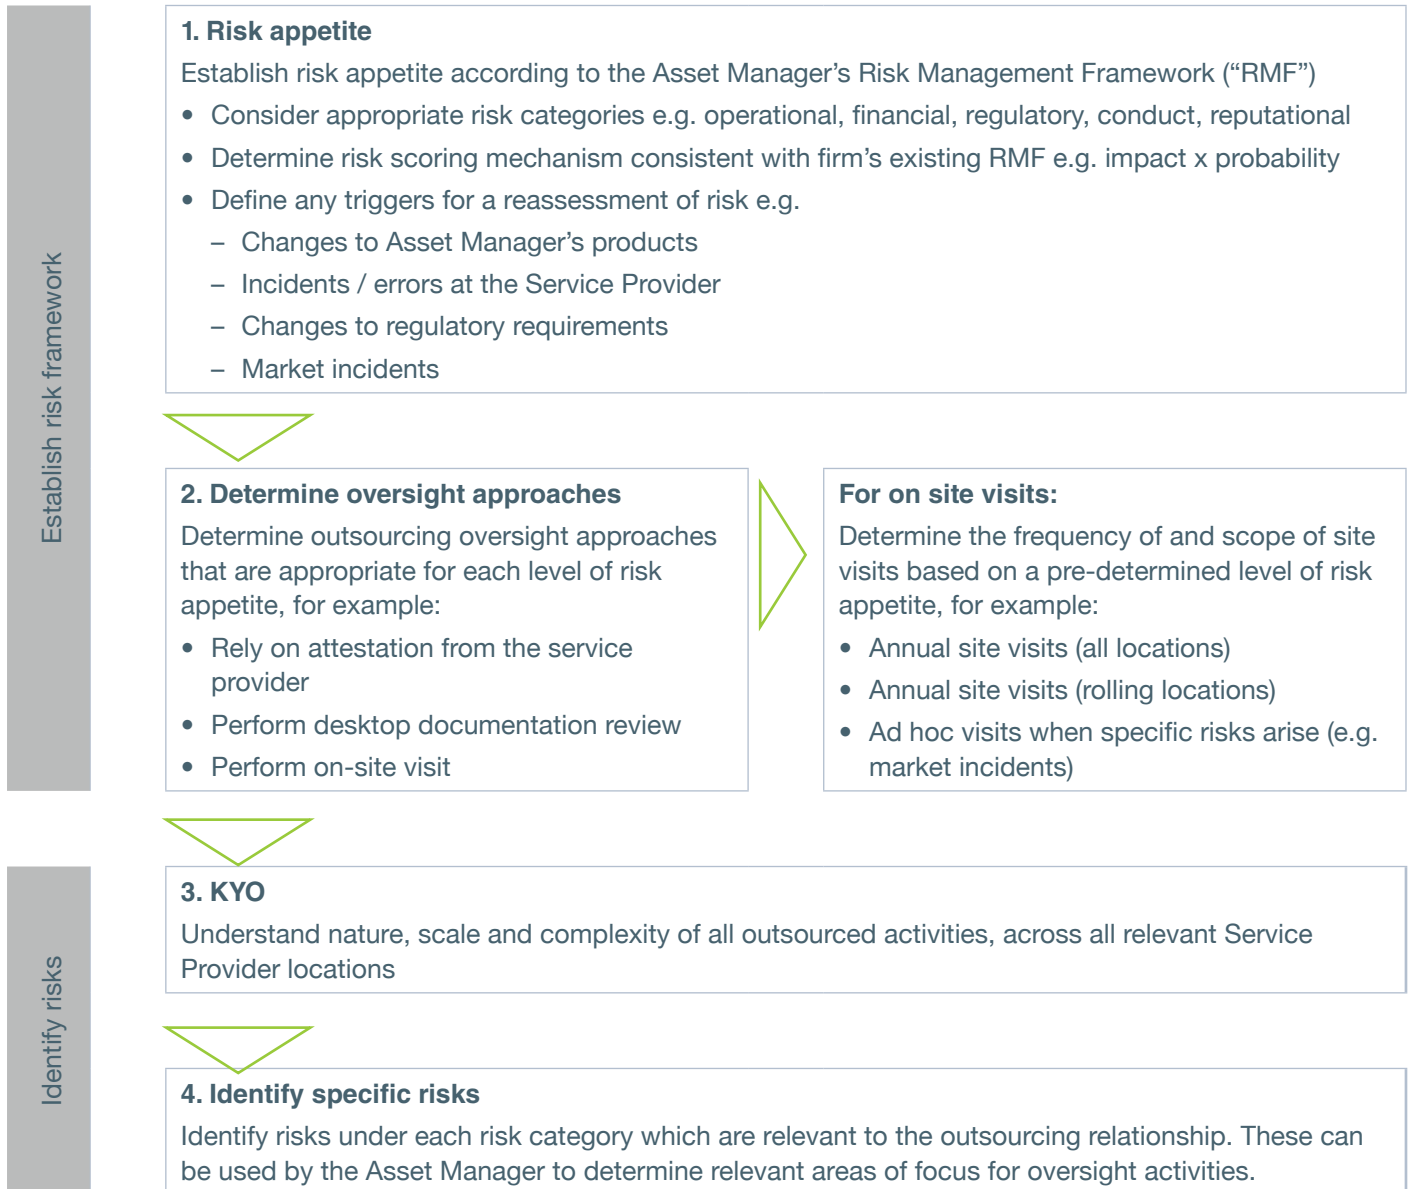 Establish risk framework
1. Risk appetite
Establish risk appetite according to the Asset Manager's Risk Management Framework (“RMF”)
• Consider appropriate risk categories e.g. operational, financial, regulatory, conduct, reputational
• Determine risk scoring mechanism consistent with firm's existing RMF e.g. impact x probability
• Define any triggers for a reassessment of risk e.g.
– Changes to Asset Manager's products
– Incidents / errors at the Service Provider
– Changes to regulatory requirements
– Market incidents
2. Determine oversight approaches
Determine outsourcing oversight approaches
that are appropriate for each level of risk
appetite, for example:
• Rely on attestation from the service
provider
• Perform desktop documentation review
• Perform on-site visit
For on site visits:
Determine the frequency of and scope of site
visits based on a pre-determined level of risk
appetite, for example:
• Annual site visits (all locations)
• Annual site visits (rolling locations)
• Ad hoc visits when specific risks arise (e.g.
market incidents)
Identify risks
3. KYO
Understand nature, scale and complexity of all outsourced activities, across all relevant Service
Provider locations
4. Identify specific risks
Identify risks under each risk category which are relevant to the outsourcing relationship. These can
be used by the Asset Manager to determine relevant areas of focus for oversight activities.